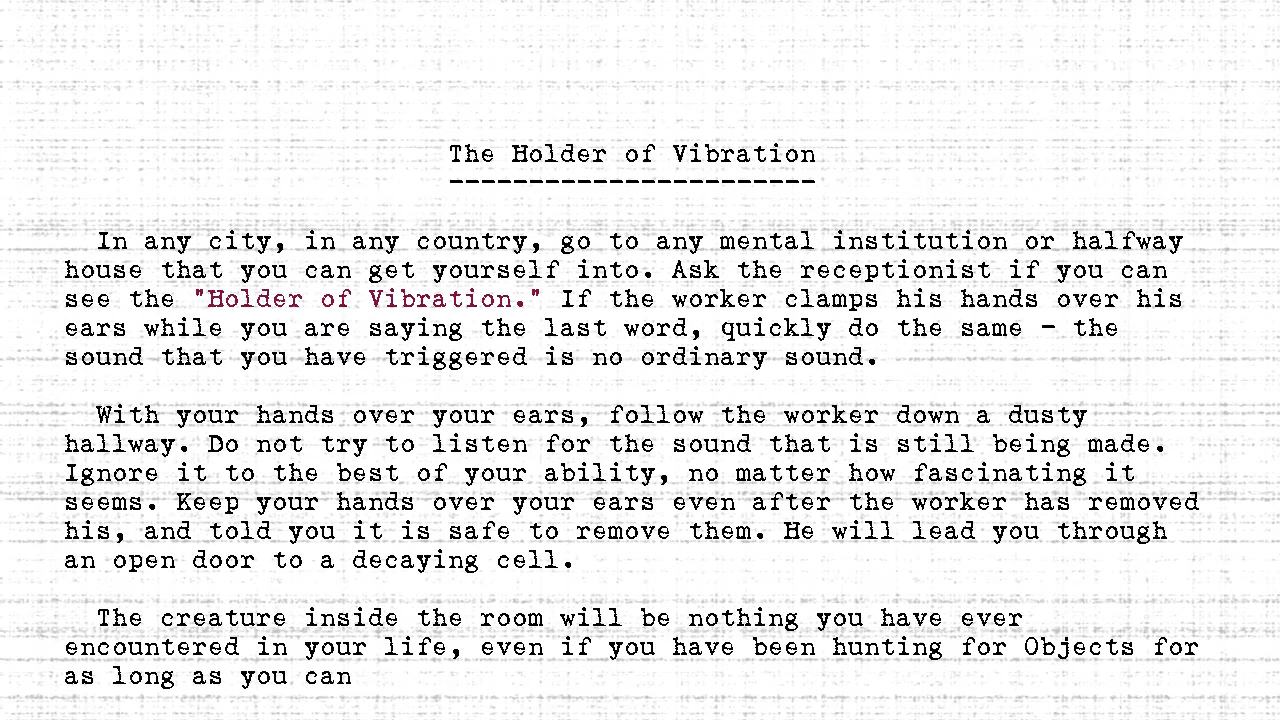 The Holder of Vibration
-----------------------
In any city, in any country, go to any mental institution or halfway
house that you can get yourself into. Ask the receptionist if you can
see the "Holder of Vibration." If the worker clamps his hands over his
ears while you are saying the last word, quickly do the same - the
sound that you have triggered is no ordinary sound.
With your hands over your ears, follow the worker down a dusty
hallway. Do not try to listen for the sound that is still being made.
Ignore it to the best of your ability, no matter how fascinating it
seems. Keep your hands over your ears even after the worker has removed
his, and told you it is safe to remove them. He will lead you through
an open door to a decaying cell.
The creature inside the room will be nothing you have ever
encountered in your life, even if you have been hunting for Objects for
as long as you can